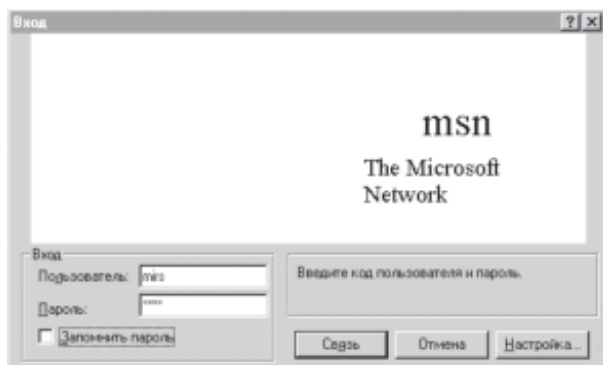 Вход
msn
The Microsoft
Network
Вход
Пользователь: miro
Пароль: ****
Запомнить пароль
Введите код пользователя и пароль.
Связь
Отмена
Настройка...